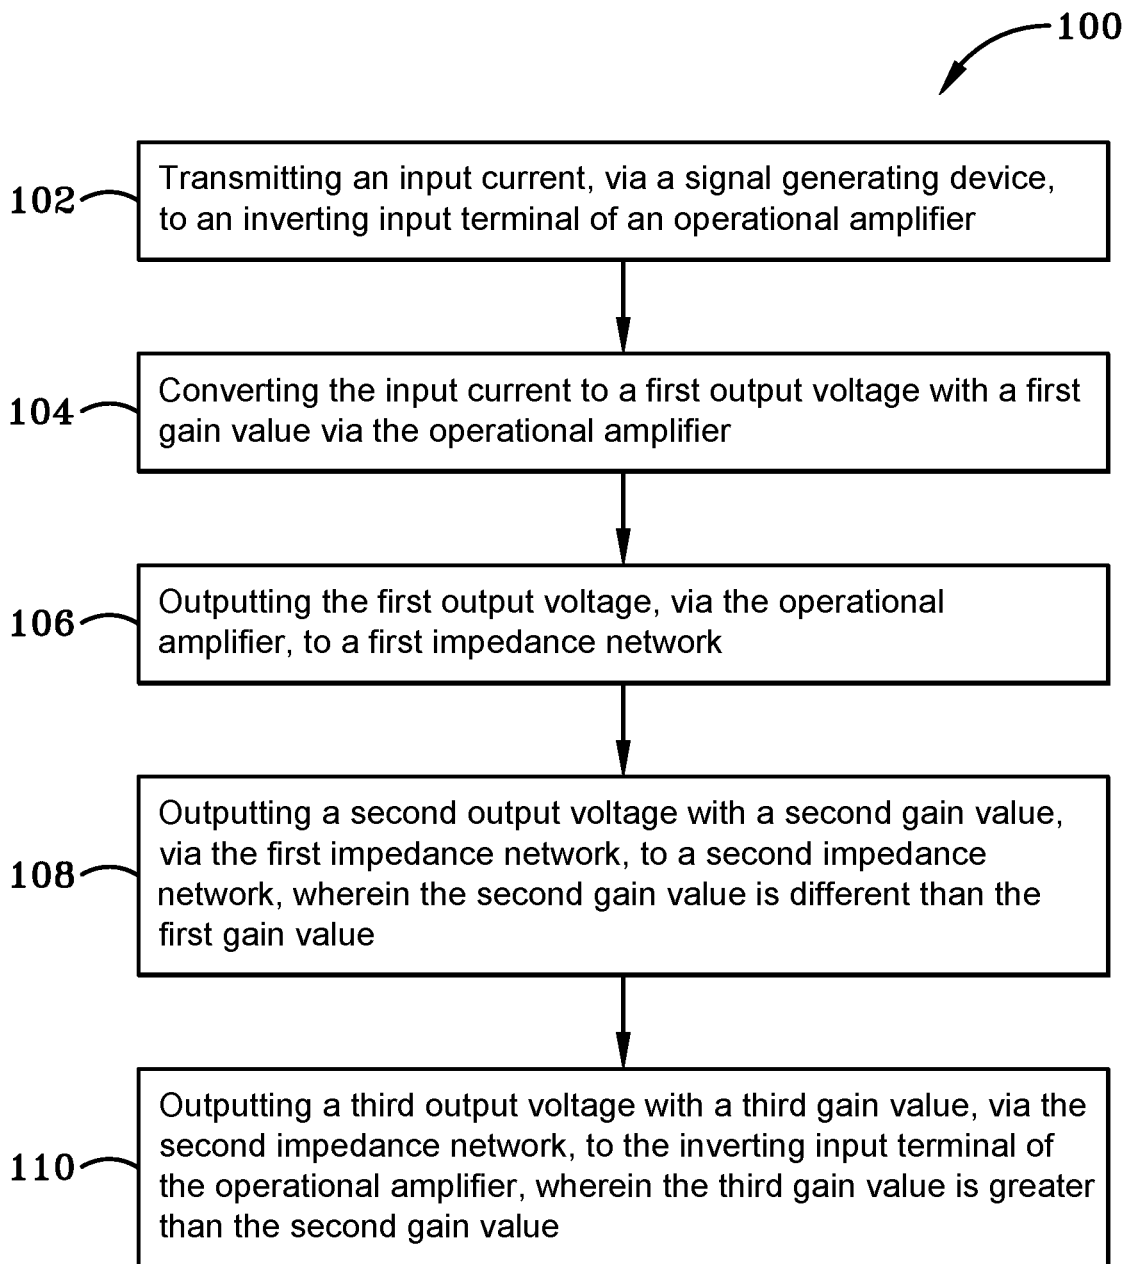 100
102
Transmitting an input current, via a signal generating device,
to an inverting input terminal of an operational amplifier
104
Converting the input current to a first output voltage with a first
gain value via the operational amplifier
106
Outputting the first output voltage, via the operational
amplifier, to a first impedance network
108
Outputting a second output voltage with a second gain value,
via the first impedance network, to a second impedance
network, wherein the second gain value is different than the
first gain value
110
Outputting a third output voltage with a third gain value, via the
second impedance network, to the inverting input terminal of
the operational amplifier, wherein the third gain value is greater
than the second gain value